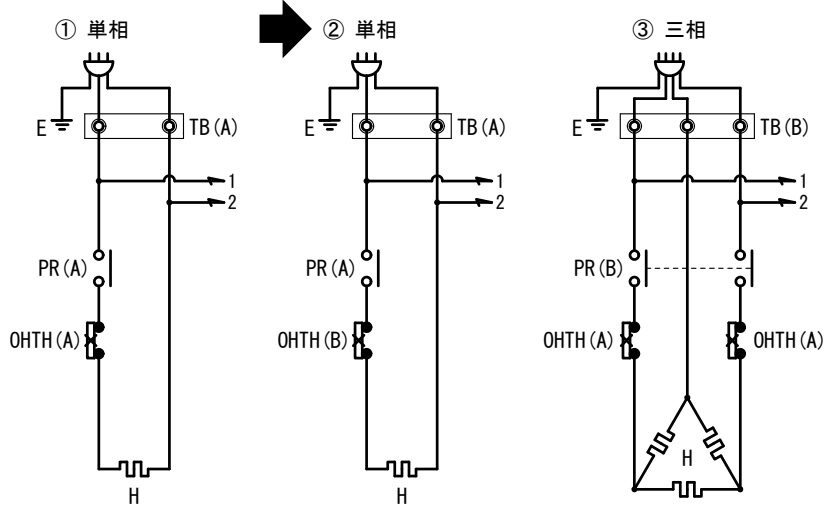 ① 単相
E
TB(A)
1
2
PR(A)
OHTH(A)
H
② 単相
E
TB(A)
1
2
PR(A)
OHTH(B)
H
③ 三相
E
TB(B)
1
2
PR(B)
OHTH(A)
OHTH(A)
H